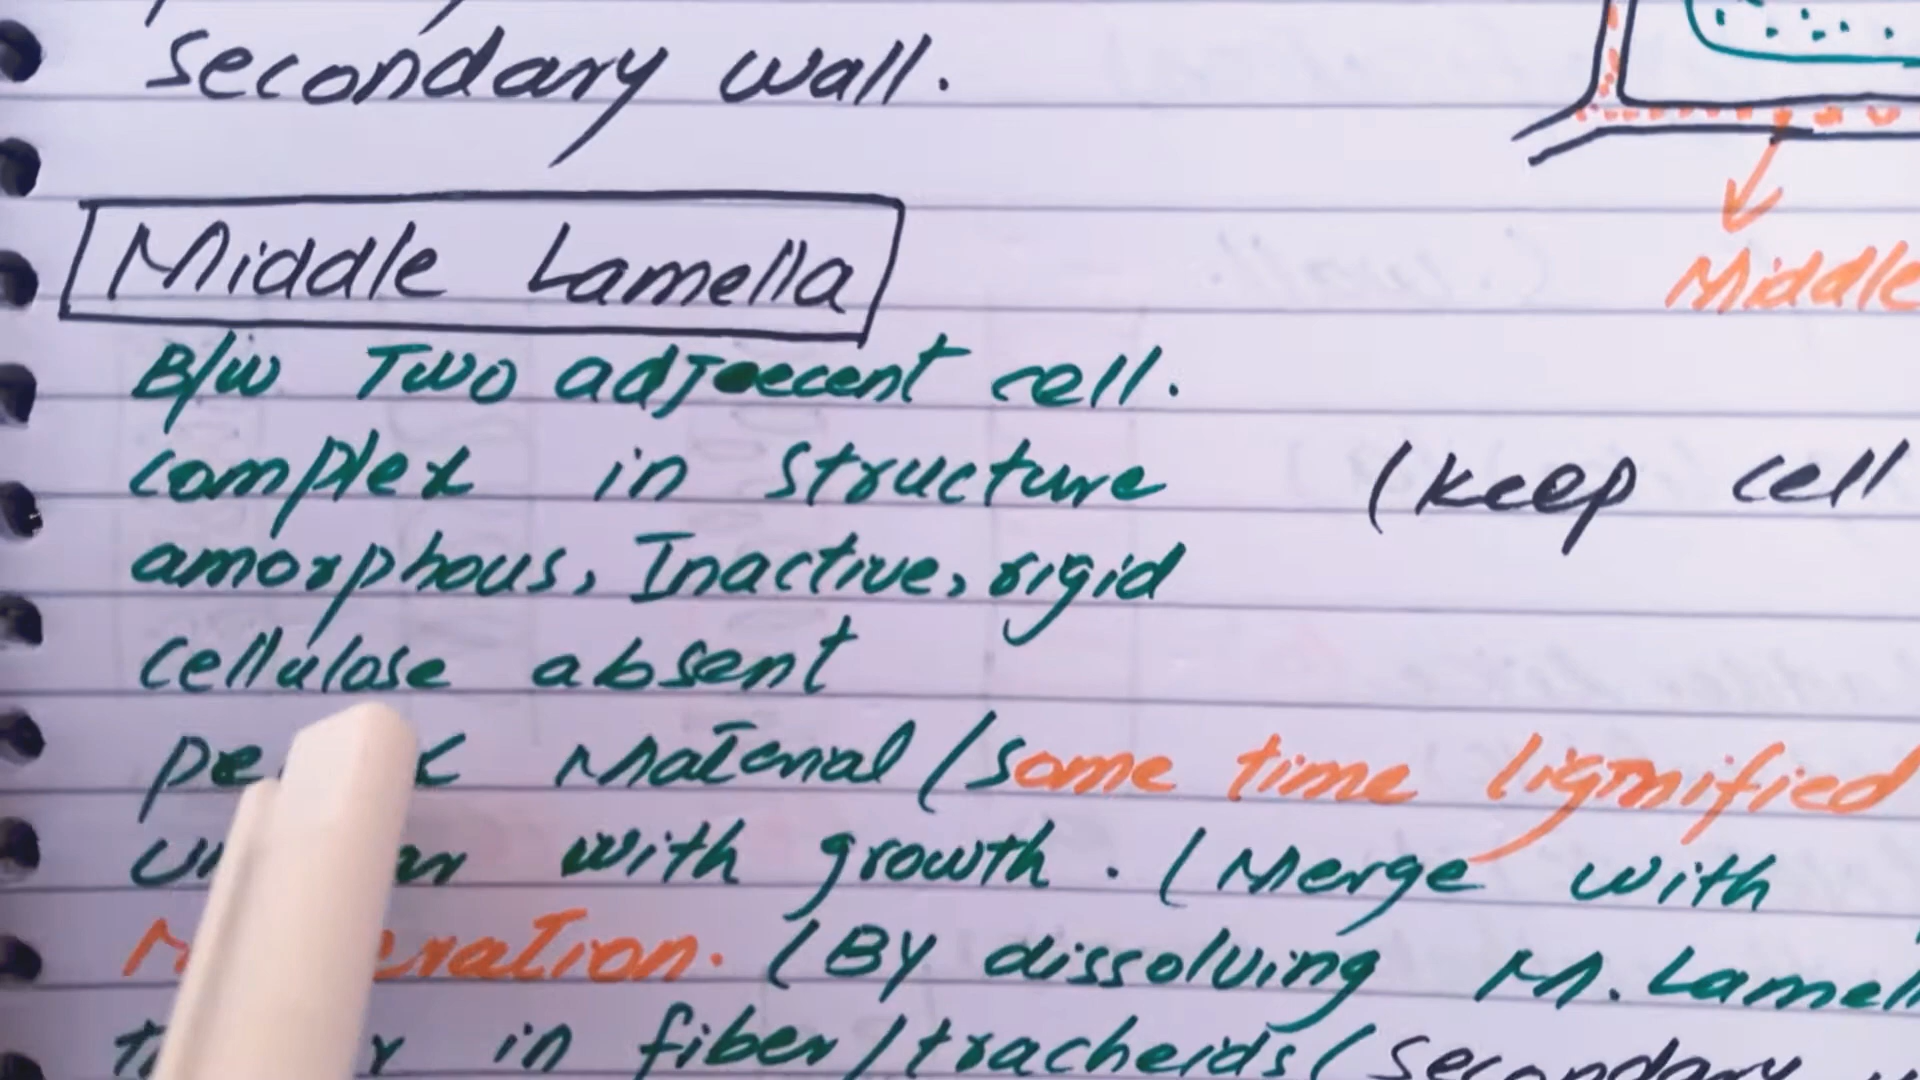 secondary wall.
Middle Lamella
Middle
B/w Two adjecent cell.
complex in structure (keep cell
amorphous, Inactive, rigid
cellulose absent
Material (some time lignified
with growth. (Merge with
(By dissolving M. Lamell
in fiber/tracheids (secondary